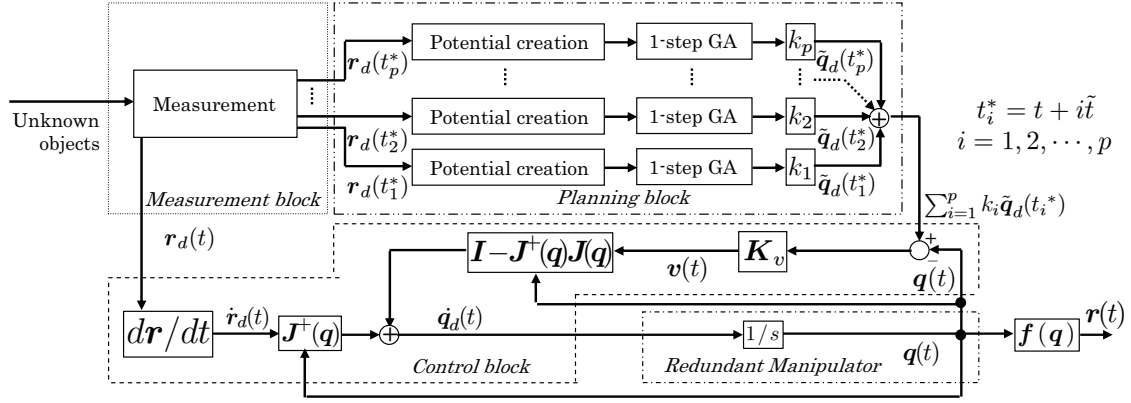 Potential creation
1-step GA
k_p
r_d(t_p^*)
q̃_d(t_p^*)
Measurement
Unknown
objects
Potential creation
1-step GA
k_2
r_d(t_2^*)
q̃_d(t_2^*)
t_i^* = t + it̃
i = 1, 2, ⋯, p
Potential creation
1-step GA
k_1
r_d(t_1^*)
q̃_d(t_1^*)
Measurement block
Planning block
∑_{i=1}^p k_i q̃_d(t_i^*)
r_d(t)
I−J⁺(q)J(q)
v(t)
K_v
+
−
q(t)
dr/dt
ṙ_d(t)
J⁺(q)
q̇_d(t)
1/s
q(t)
f(q)
r(t)
Control block
Redundant Manipulator